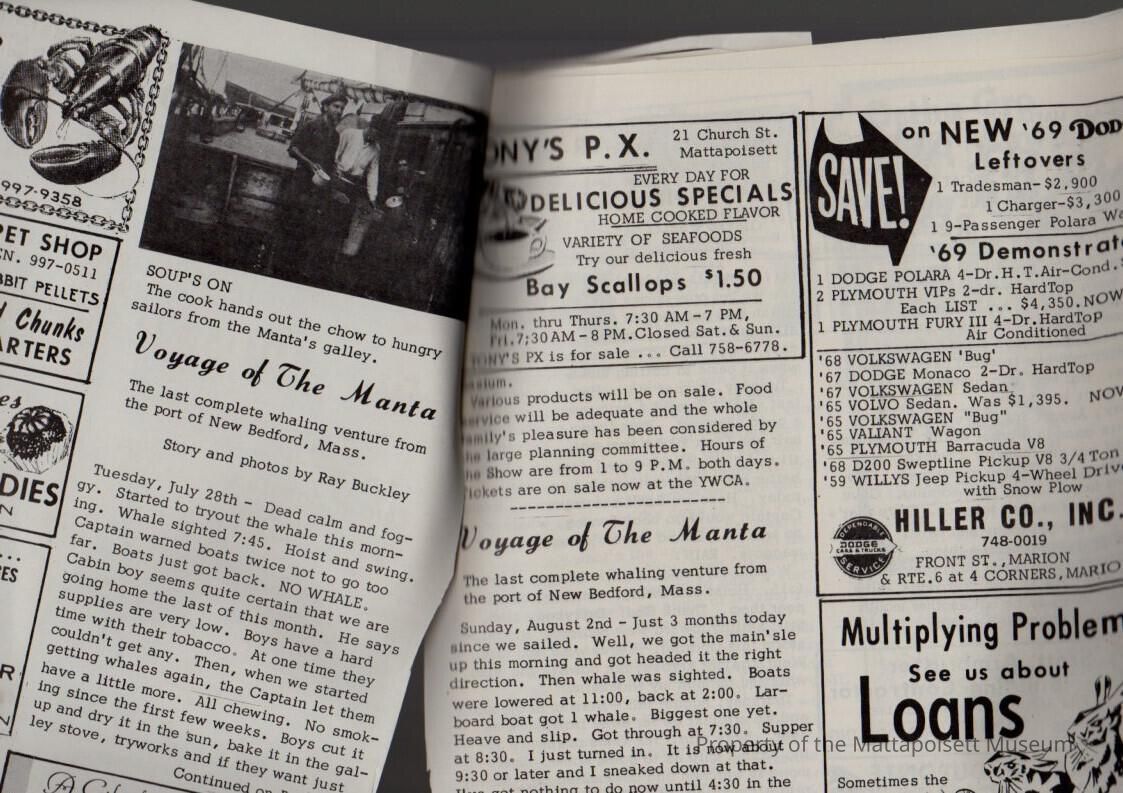 997-9358
PET SHOP
EN. 997-0511
BBIT PELLETS
Chunks
ARTERS
DIES
SOUP'S ON
The cook hands out the chow to hungry
sailors from the Manta's galley.
Voyage of The Manta
The last complete whaling venture from
the port of New Bedford, Mass.
Story and photos by Ray Buckley
Tuesday, July 28th - Dead calm and fog-
gy. Started to tryout the whale this morn-
ing. Whale sighted 7:45. Hoist and swing.
Captain warned boats twice not to go too
far. Boats just got back. NO WHALE.
Cabin boy seems quite certain that we are
going home the last of this month. He says
supplies are very low. Boys have a hard
time with their tobacco. At one time they
couldn't get any. Then, when we started
getting whales again, the Captain let them
have a little more. All chewing. No smok-
ing since the first few weeks. Boys cut it
up and dry it in the sun, bake it in the gal-
ley stove, tryworks and if they want just
Continued on
ONY'S P.X.
21 Church St.
Mattapoisett
EVERY DAY FOR
DELICIOUS SPECIALS
HOME COOKED FLAVOR
VARIETY OF SEAFOODS
Try our delicious fresh
Bay Scallops $1.50
Mon. thru Thurs. 7:30 AM-7 PM,
Fri.7;30AM-8 PM.Closed Sat.& Sun.
TONY'S PX is for sale ... Call 758-6778.
asium.
Various products will be on sale. Food
service will be adequate and the whole
family's pleasure has been considered by
he large planning committee. Hours of
he Show are from 1 to 9 P.M. both days.
Tickets are on sale now at the YWCA.
Voyage of The Manta
The last complete whaling venture from
the port of New Bedford, Mass.
Sunday, August 2nd - Just 3 months today
since we sailed. Well, we got the main'sle
up this morning and got headed it the right
direction. Then whale was sighted. Boats
were lowered at 11:00, back at 2:00. Lar-
board boat got 1 whale. Biggest one yet.
Heave and slip. Got through at 7:30. Supper
at 8:30. I just turned in. It is now about
9:30 or later and I sneaked down at that.
I've got nothing to do now until 4:30 in the
SAVE!
on NEW '69 DOD
Leftovers
1 Tradesman-$2,900
1 Charger-$3,300
1 9-Passenger Polara Wa
'69 Demonstrat
1 DODGE POLARA 4-Dr.H.T.Air-Cond.
2 PLYMOUTH VIPs 2-dr. HardTop
Each LIST ... $4,350.NOW
1 PLYMOUTH FURY III 4-Dr.HardTop
Air Conditioned
'68 VOLKSWAGEN 'Bug'
'67 DODGE Monaco 2-Dr. HardTop
'67 VOLKSWAGEN Sedan
'65 VOLVO Sedan. Was $1,395. NOW
'65 VOLKSWAGEN "Bug"
'65 VALIANT Wagon
'65 PLYMOUTH Barracuda V8
'68 D200 Sweptline Pickup V8 3/4 Ton
'59 WILLYS Jeep Pickup 4-Wheel Drive
with Snow Plow
DEPENDABLE
DODGE
CARS & TRUCKS
SERVICE
HILLER CO., INC.
748-0019
FRONT ST., MARION
& RTE.6 at 4 CORNERS, MARIO
Multiplying Problem
See us about
Loans
Sometimes the
Property of the Mattapoisett Museum